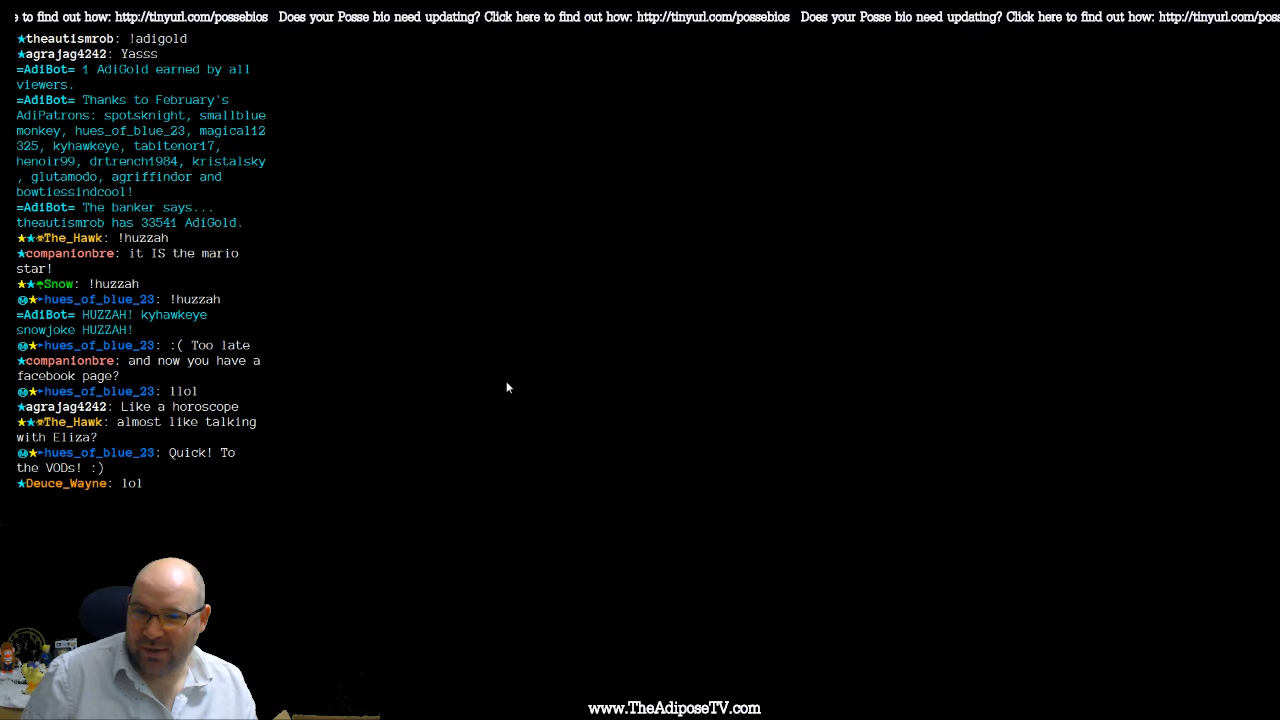 e to find out how: http://tinyurl.com/possebios   Does your Posse bio need updating? Click here to find out how: http://tinyurl.com/possebios   Does your Posse bio need updating? Click here to find out how: http://tinyurl.com/poss
theautismrob: !adigold
agrajag4242: Yasss
=AdiBot= 1 AdiGold earned by all
viewers.
=AdiBot= Thanks to February's
AdiPatrons: spotsknight, smallblue
monkey, hues_of_blue_23, magical12
325, kyhawkeye, tabitenor17,
henoir99, drtrench1984, kristalsky
, glutamodo, agriffindor and
bowtiessindcool!
=AdiBot= The banker says...
theautismrob has 33541 AdiGold.
The_Hawk: !huzzah
companionbre: it IS the mario
star!
Snow: !huzzah
hues_of_blue_23: !huzzah
=AdiBot= HUZZAH! kyhawkeye
snowjoke HUZZAH!
hues_of_blue_23: :( Too late
companionbre: and now you have a
facebook page?
hues_of_blue_23: llol
agrajag4242: Like a horoscope
The_Hawk: almost like talking
with Eliza?
hues_of_blue_23: Quick! To
the VODs! :)
Deuce_Wayne: lol
www.TheAdiposeTV.com